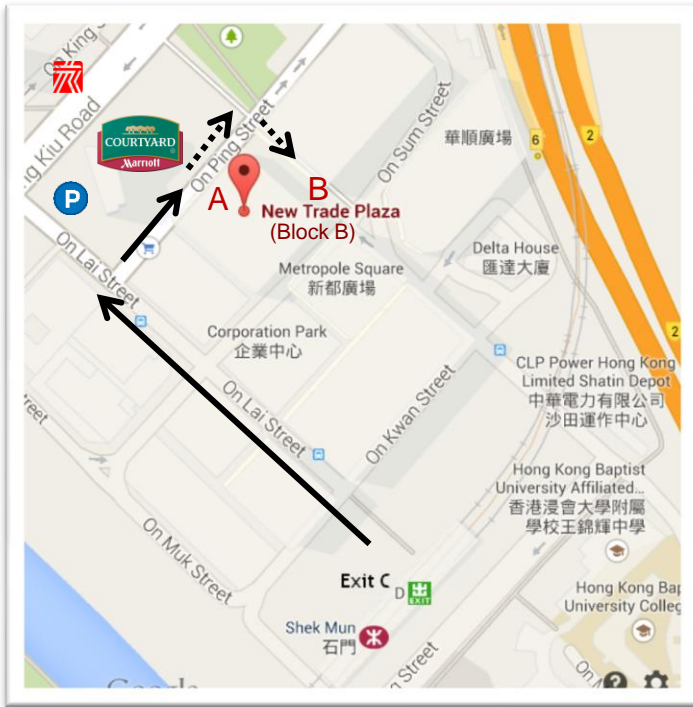 On King St
ng Kiu Road
COURTYARD
Marriott
P
On Ping Street
On Sum Street
華順廣場
6
2
A
B
New Trade Plaza
(Block B)
On Lai Street
Delta House
匯達大廈
Metropole Square
新都廣場
2
Corporation Park
企業中心
CLP Power Hong Kong
Limited Shatin Depot
中華電力有限公司
沙田運作中心
On Lai Street
On Kwan Street
reet
Hong Kong Baptist
University Affiliated...
香港浸會大學附屬
學校王錦輝中學
On Muk Street
Exit C
D
出
EXIT
Hong Kong Bap
University Colleg
Shek Mun
石門
Street
On M
?
Google